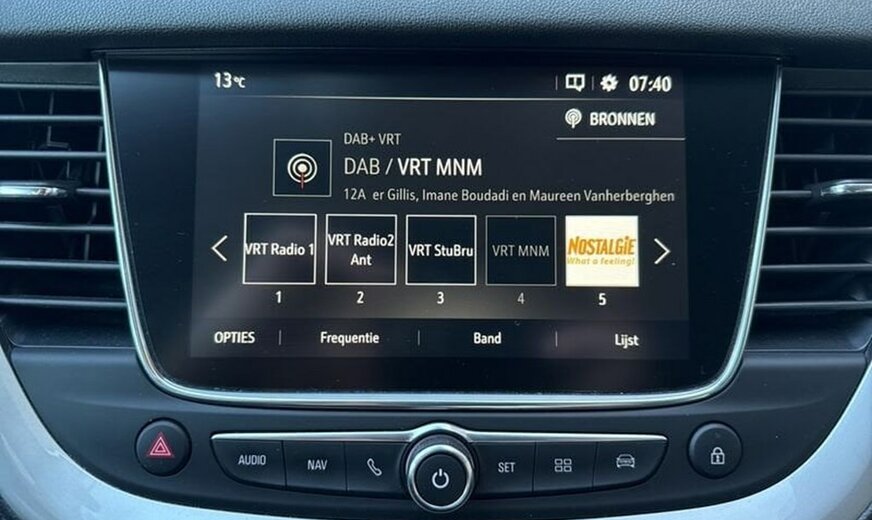 13°C
07:40
BRONNEN
DAB+ VRT
DAB / VRT MNM
12A er Gillis, Imane Boudadi en Maureen Vanherberghen
VRT Radio 1
VRT Radio2
Ant
VRT StuBru
VRT MNM
NOSTALGIE
What a feeling!
1
2
3
4
5
OPTIES
Frequentie
Band
Lijst
AUDIO
NAV
SET